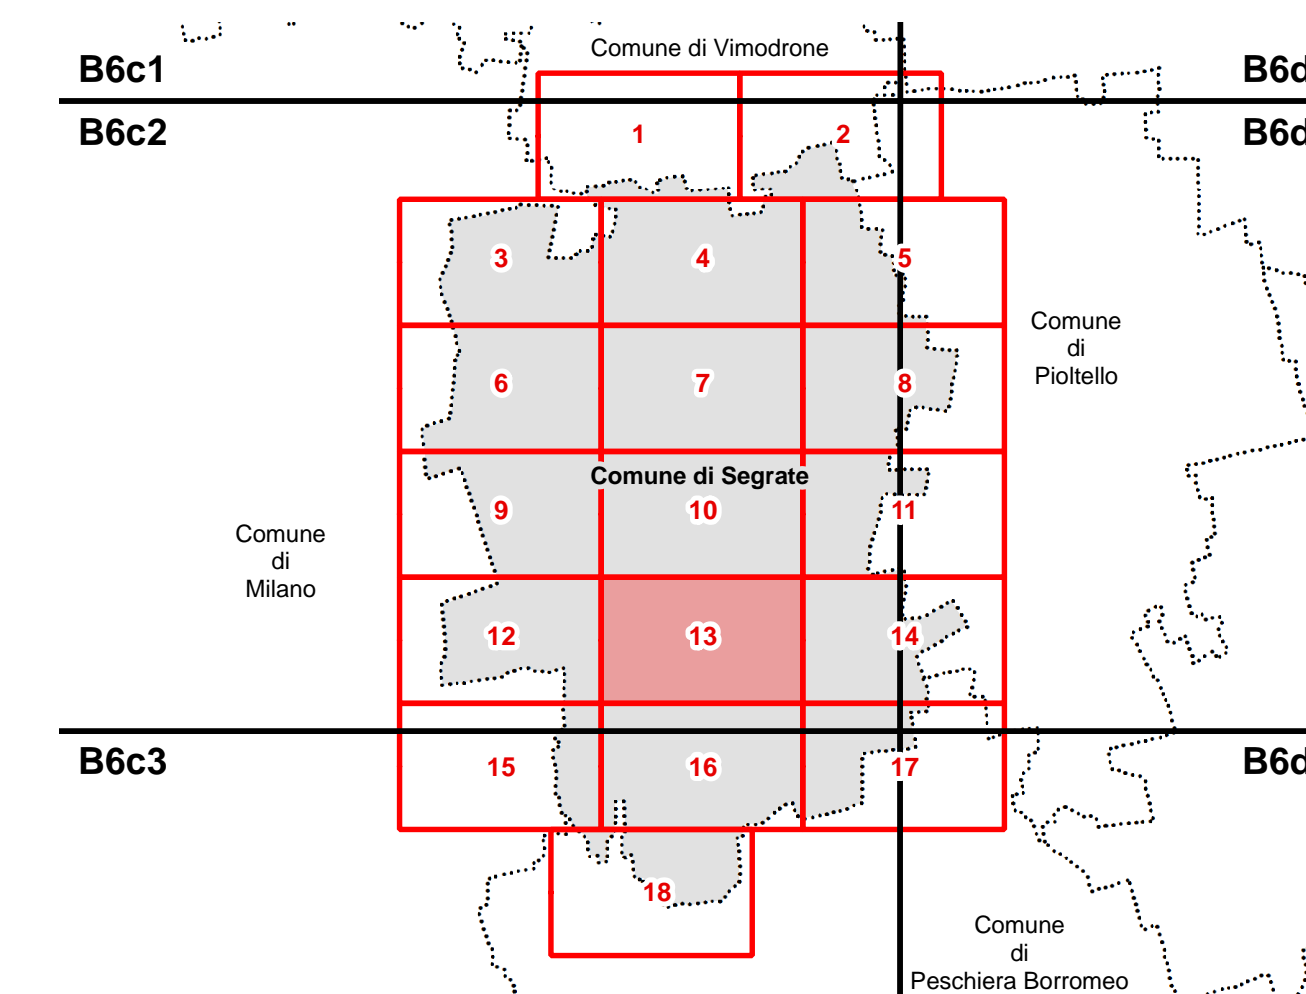 Comune di Vimodrone
B6c1
B6d
B6c2
B6d
1
2
3
4
5
Comune
di
Pioltello
6
7
8
Comune di Segrate
9
10
11
Comune
di
Milano
12
13
14
B6c3
15
16
17
B6d
18
Comune
di
Peschiera Borromeo